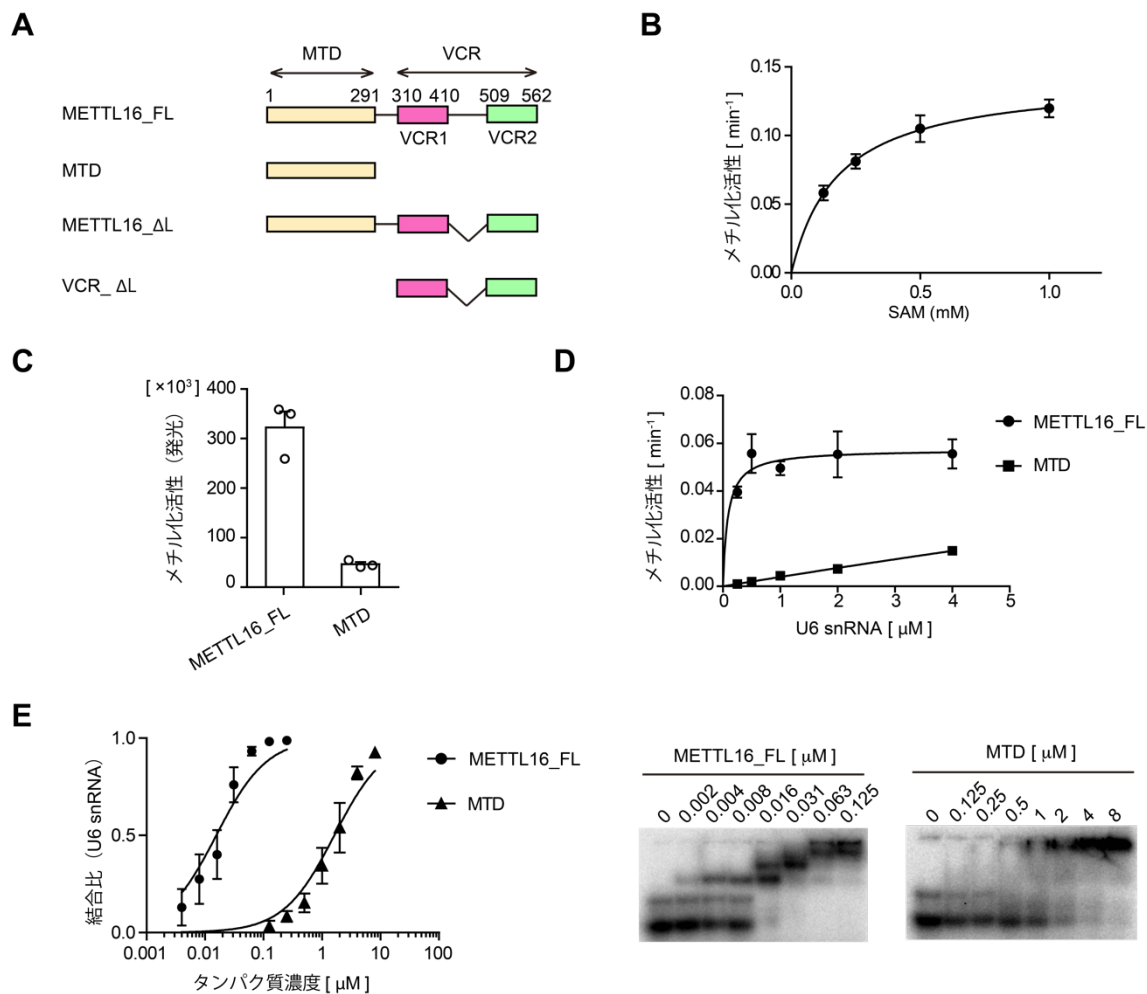 A
MTD
VCR
1
291
310
410
509
562
METTL16_FL
VCR1
VCR2
MTD
METTL16_ΔL
VCR_ ΔL
B
メチル化活性 [ min-1 ]
0.15
0.10
0.05
0.00
0.0
0.5
1.0
SAM (mM)
C
[ ×10³ ]
メチル化活性（発光）
400
300
200
100
0
METTL16_FL
MTD
D
メチル化活性 [ min-1 ]
0.08
0.06
0.04
0.02
0.00
0
1
2
3
4
5
U6 snRNA [ μM ]
METTL16_FL
MTD
E
結合比（U6 snRNA）
1.0
0.5
0.0
0.001
0.01
0.1
1
10
100
タンパク質濃度 [ μM ]
METTL16_FL
MTD
METTL16_FL [ μM ]
0
0.002
0.004
0.008
0.016
0.031
0.063
0.125
MTD [ μM ]
0
0.125
0.25
0.5
1
2
4
8